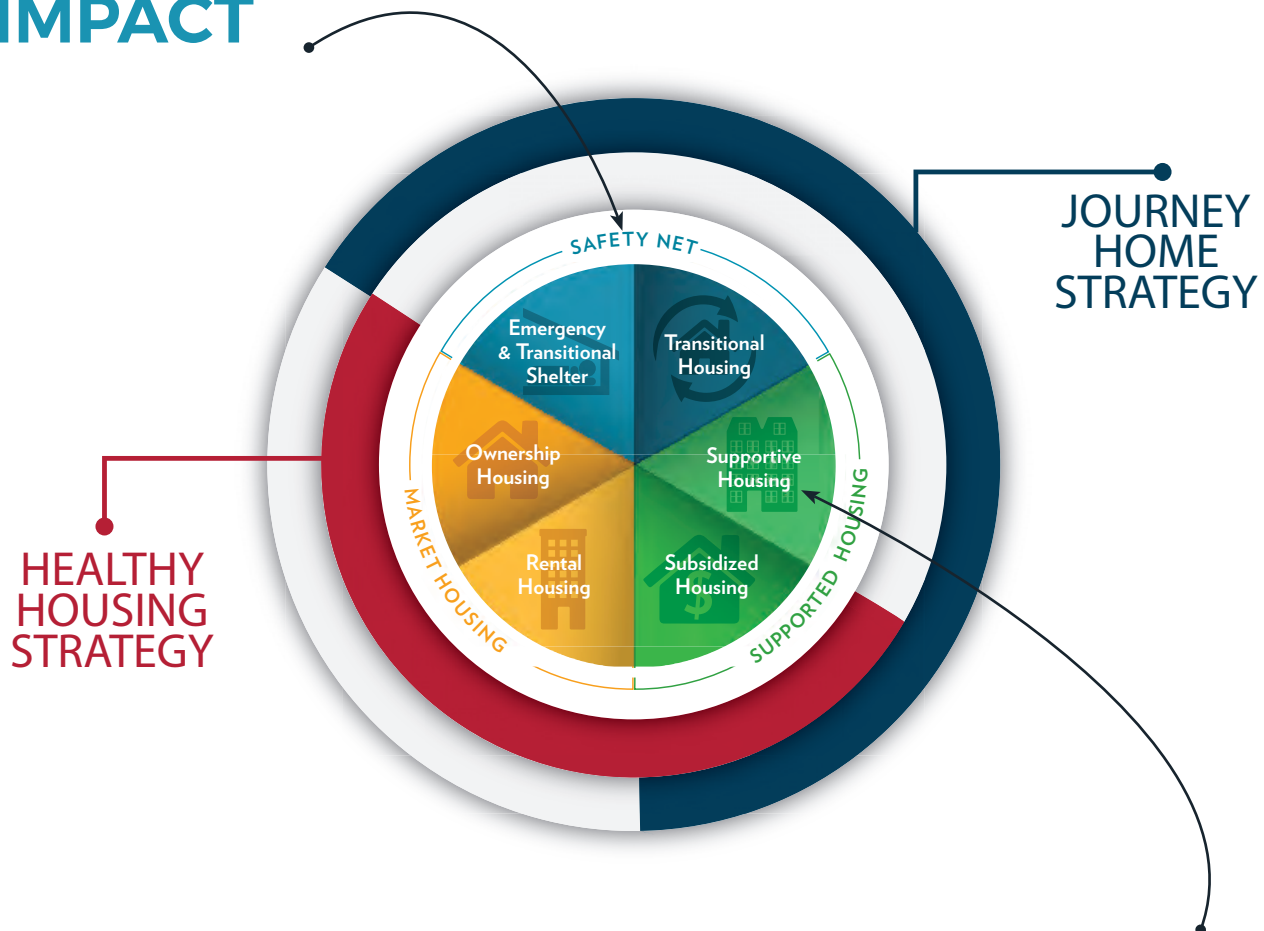 IMPACT
JOURNEY
HOME
STRATEGY
SAFETY NET
Emergency
& Transitional
Shelter
Transitional
Housing
Ownership
Housing
Supportive
Housing
Rental
Housing
Subsidized
Housing
$
MARKET HOUSING
SUPPORTED HOUSING
HEALTHY
HOUSING
STRATEGY